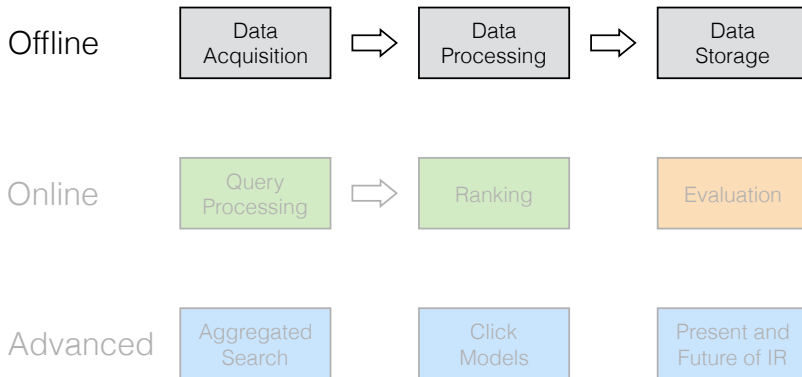 Offline
Data
Acquisition
Data
Processing
Data
Storage
Online
Query
Processing
Ranking
Evaluation
Advanced
Aggregated
Search
Click
Models
Present and
Future of IR